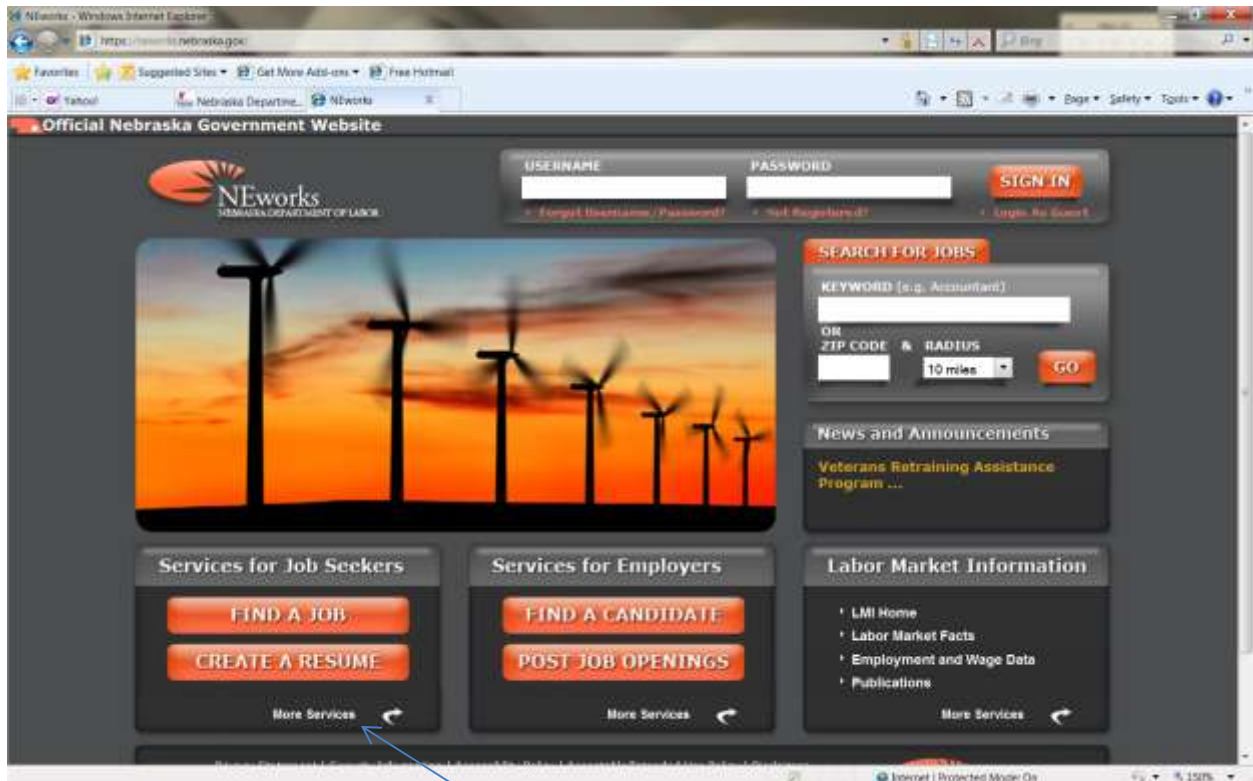 NEworks - Windows Internet Explorer
https://neworks.nebraska.gov/
Bing
Favorites Suggested Sites Get More Add-ons Free Hotmail
Yahoo! Nebraska Departme... NEworks X Page Safety Tools
Official Nebraska Government Website
NEworks
NEBRASKA DEPARTMENT OF LABOR
USERNAME PASSWORD
SIGN IN
Forgot Username/Password? Not Registered? Login As Guest
SEARCH FOR JOBS
KEYWORD (e.g. Accountant)
OR
ZIP CODE & RADIUS
10 miles GO
News and Announcements
Veterans Retraining Assistance
Program ...
Services for Job Seekers
FIND A JOB
CREATE A RESUME
More Services
Services for Employers
FIND A CANDIDATE
POST JOB OPENINGS
More Services
Labor Market Information
LMI Home
Labor Market Facts
Employment and Wage Data
Publications
More Services
Internet | Protected Mode: On 150%